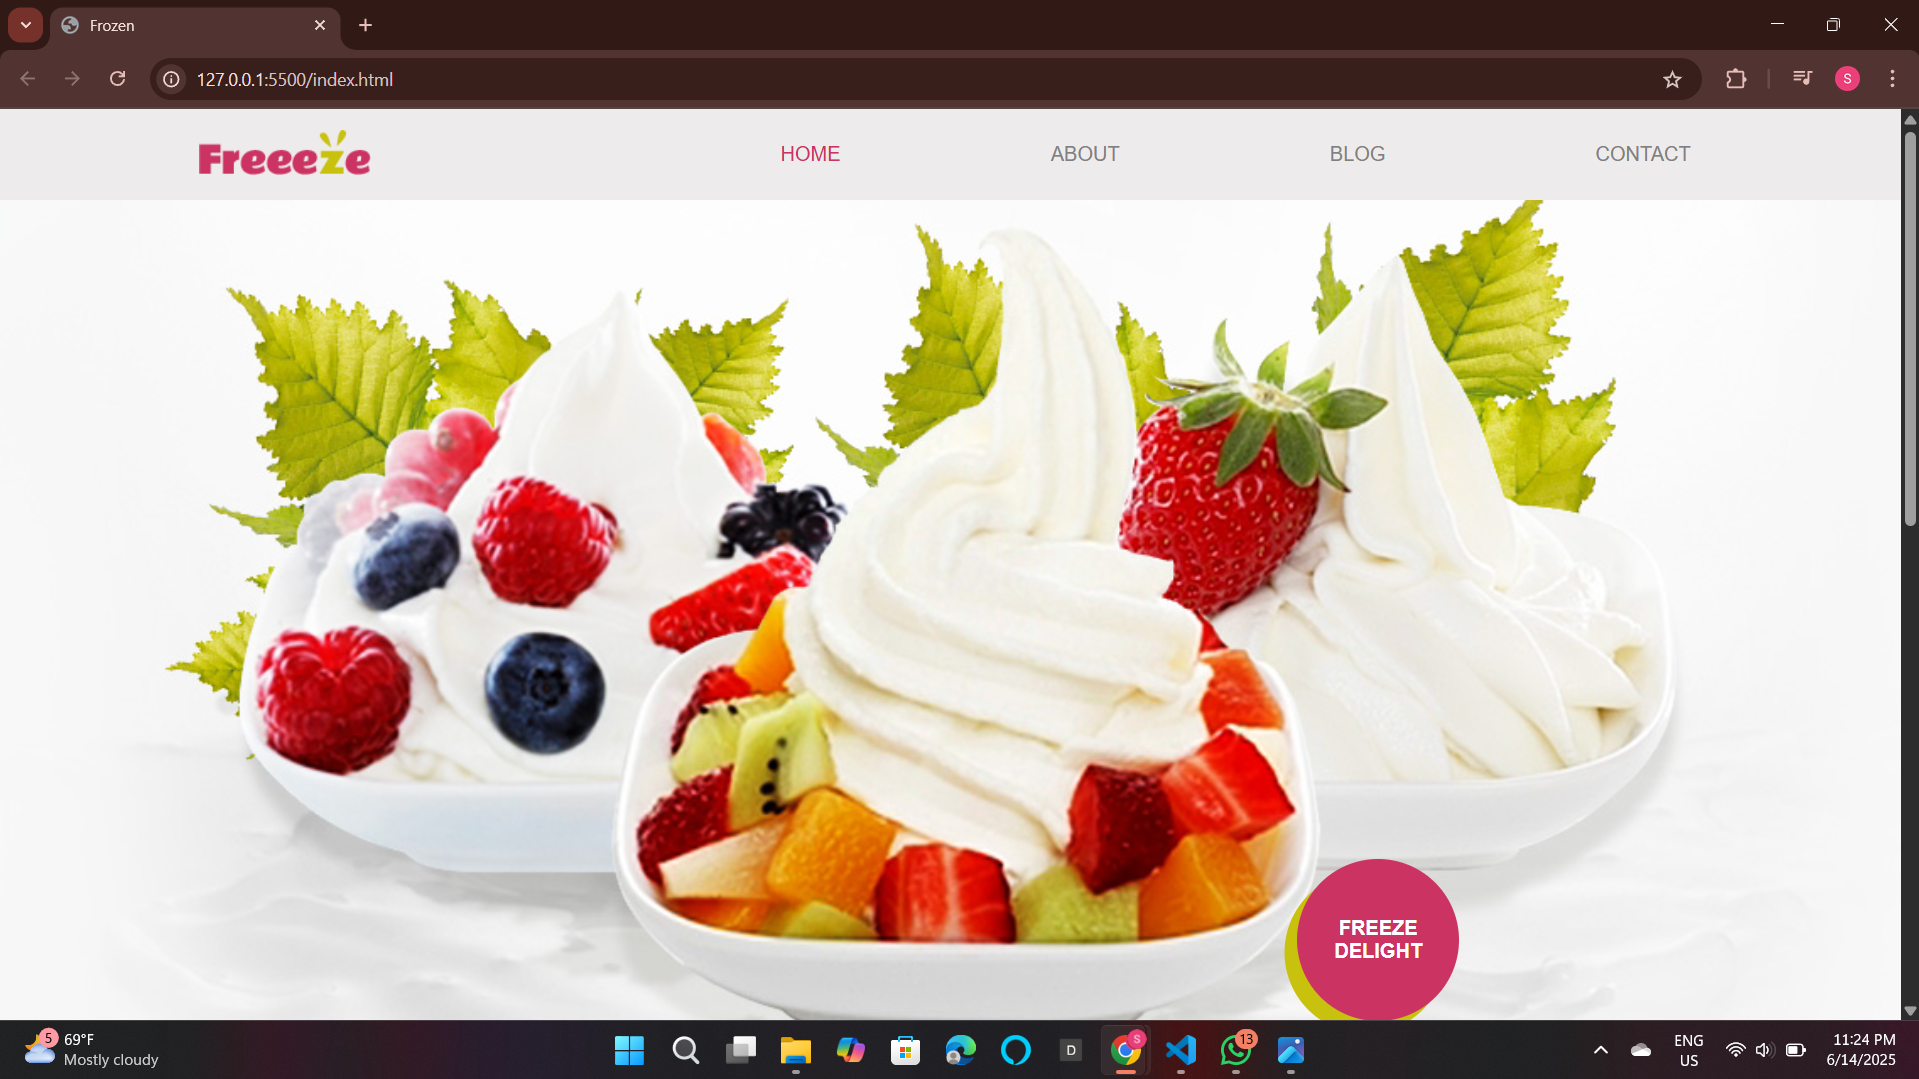 Frozen
127.0.0.1:5500/index.html
S
Freeeze
HOME
ABOUT
BLOG
CONTACT
FREEZE
DELIGHT
5
69°F
Mostly cloudy
D
S
13
ENG
US
11:24 PM
6/14/2025